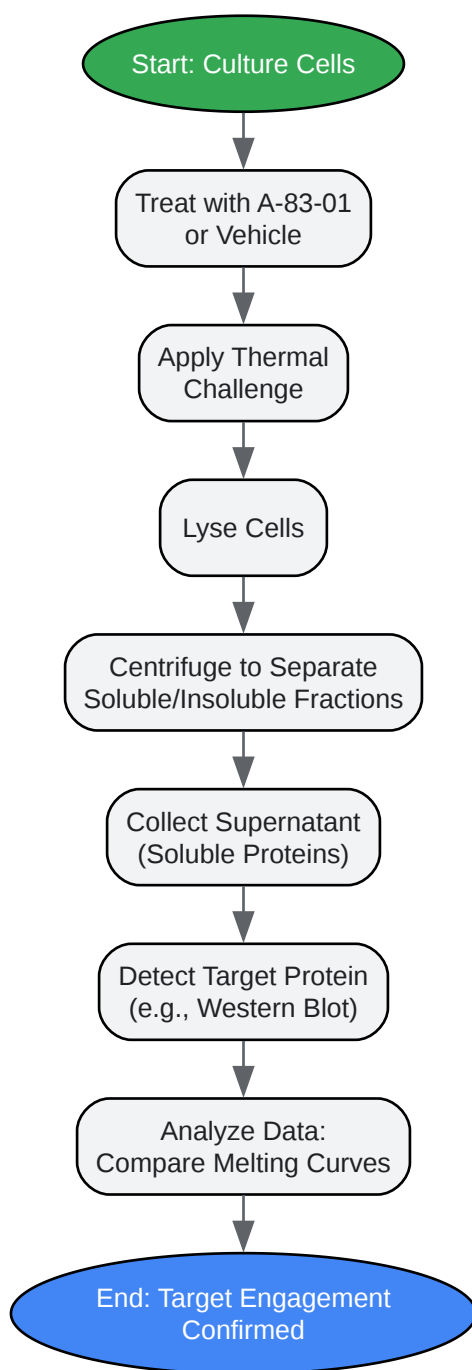 Start: Culture Cells
Treat with A-83-01
or Vehicle
Apply Thermal
Challenge
Lyse Cells
Centrifuge to Separate
Soluble/Insoluble Fractions
Collect Supernatant
(Soluble Proteins)
Detect Target Protein
(e.g., Western Blot)
Analyze Data:
Compare Melting Curves
End: Target Engagement
Confirmed